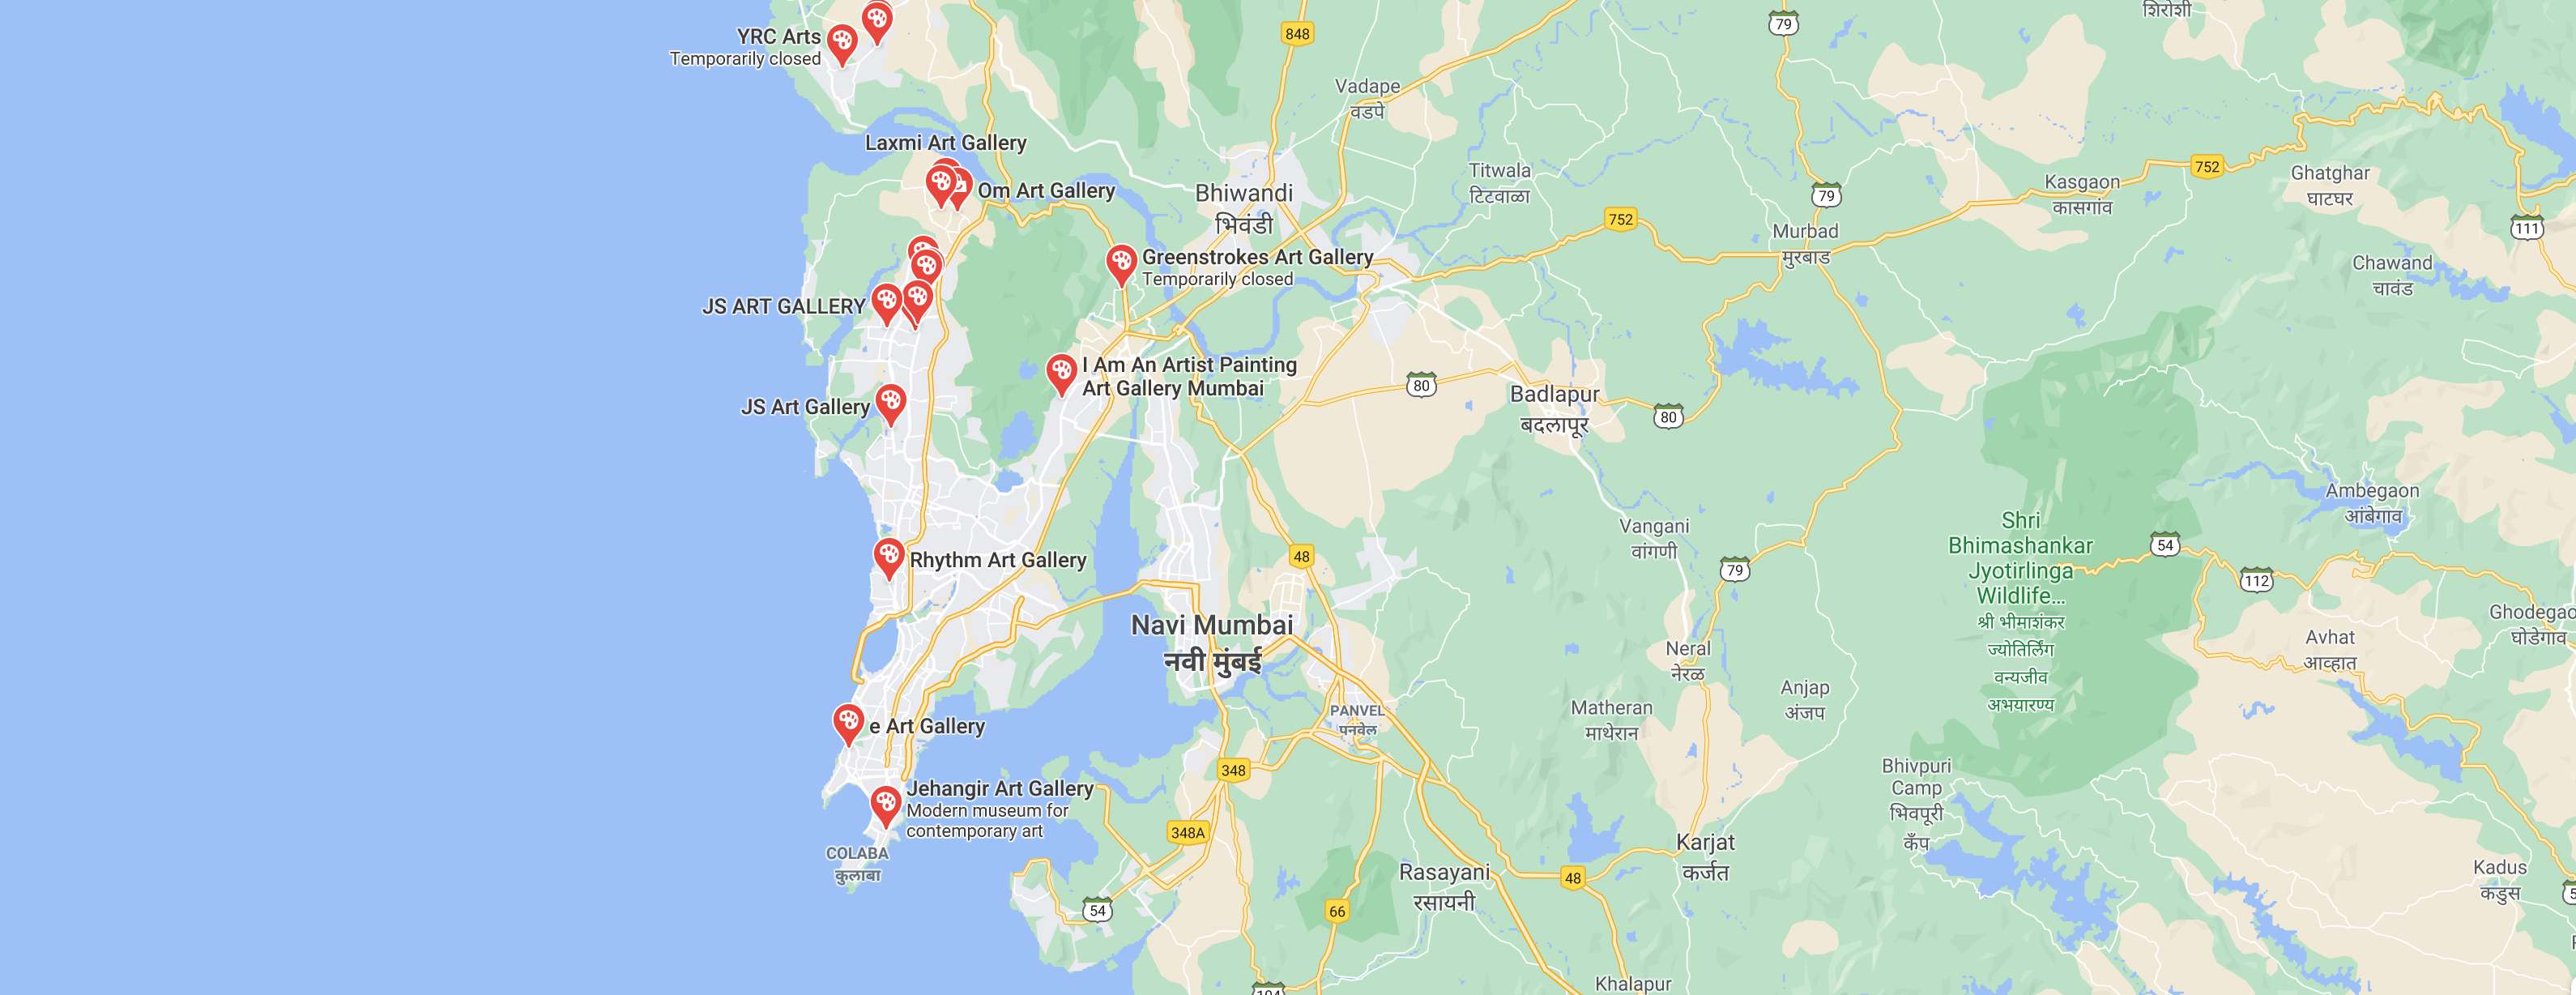 YRC Arts
Temporarily closed
848
79
शिरोशी
Vadape
वडपे
Laxmi Art Gallery
Om Art Gallery
Bhiwandi
भिवंडी
Titwala
टिटवाळा
79
Kasgaon
कासगांव
752
Ghatghar
घाटघर
752
111
Murbad
मुरबाड
Greenstrokes Art Gallery
Temporarily closed
Chawand
चावंड
JS ART GALLERY
I Am An Artist Painting
Art Gallery Mumbai
80
Badlapur
बदलापूर
80
JS Art Gallery
Ambegaon
आंबेगाव
Vangani
वांगणी
Shri
Bhimashankar
Jyotirlinga
Wildlife...
श्री भीमाशंकर
ज्योतिर्लिंग
वन्यजीव
अभयारण्य
54
48
Rhythm Art Gallery
79
112
Navi Mumbai
नवी मुंबई
Ghodegao
घोडेगाव
Neral
नेरळ
Avhat
आव्हात
Anjap
अंजप
Matheran
माथेरान
PANVEL
पनवेल
e Art Gallery
348
Bhivpuri
Camp
भिवपूरी
कँप
Jehangir Art Gallery
Modern museum for
contemporary art
348A
COLABA
कुलाबा
Karjat
कर्जत
Rasayani
रसायनी
48
Kadus
कडुस
54
66
Khalapur